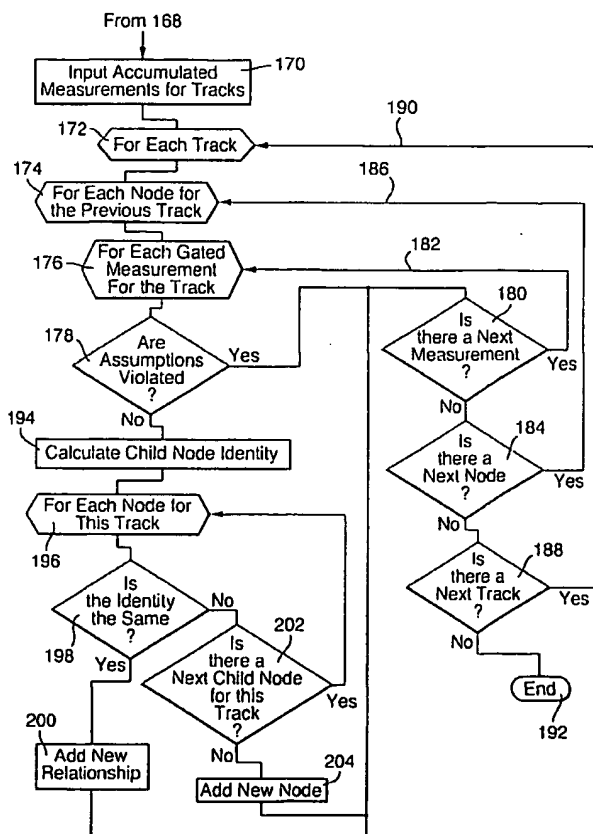 From 168
Input Accumulated
Measurements for Tracks
170
190
172
For Each Track
174
186
For Each Node for
the Previous Track
182
For Each Gated
Measurement
For the Track
176
180
Is
there a Next
Measurement
?
Yes
No
178
Are
Assumptions
Violated
?
Yes
No
184
Is
there a
Next Node
?
Yes
No
194
Calculate Child Node Identity
For Each Node for
This Track
196
188
Is
there a
Next Track
?
Yes
No
End
192
Is
the Identity
the Same
?
198
No
Yes
202
Is
there a
Next Child Node
for this
Track
?
Yes
No
200
Add New
Relationship
204
Add New Node